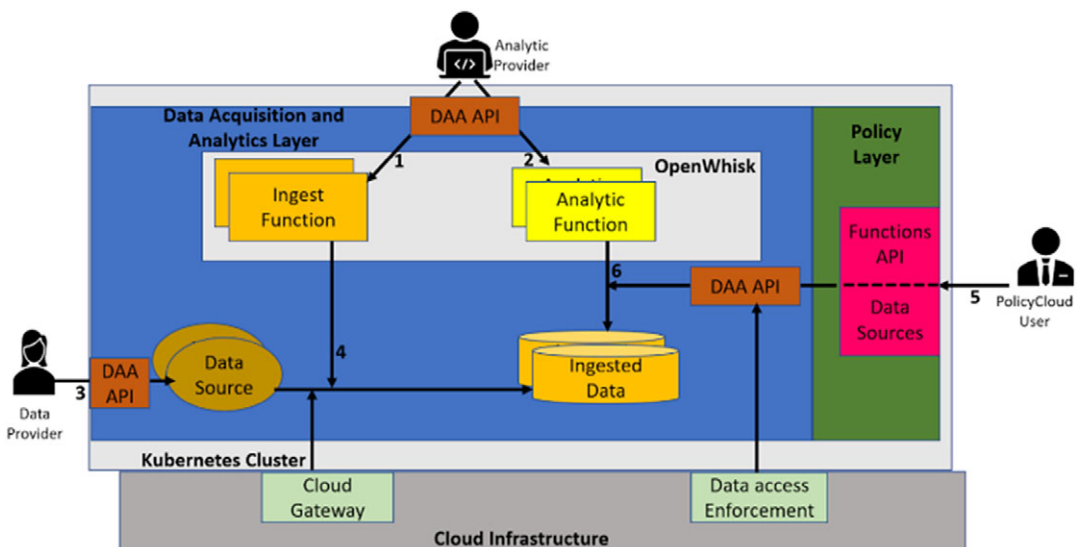 Analytic
Provider
Data Acquisition and
Analytics Layer
DAA API
Policy
Layer
1
2
OpenWhisk
Ingest
Function
Analytic
Function
Functions
API
Data
Sources
6
DAA API
5
PolicyCloud
User
4
3
DAA
API
Data
Source
Ingested
Data
Data
Provider
Kubernetes Cluster
Cloud
Gateway
Data access
Enforcement
Cloud Infrastructure